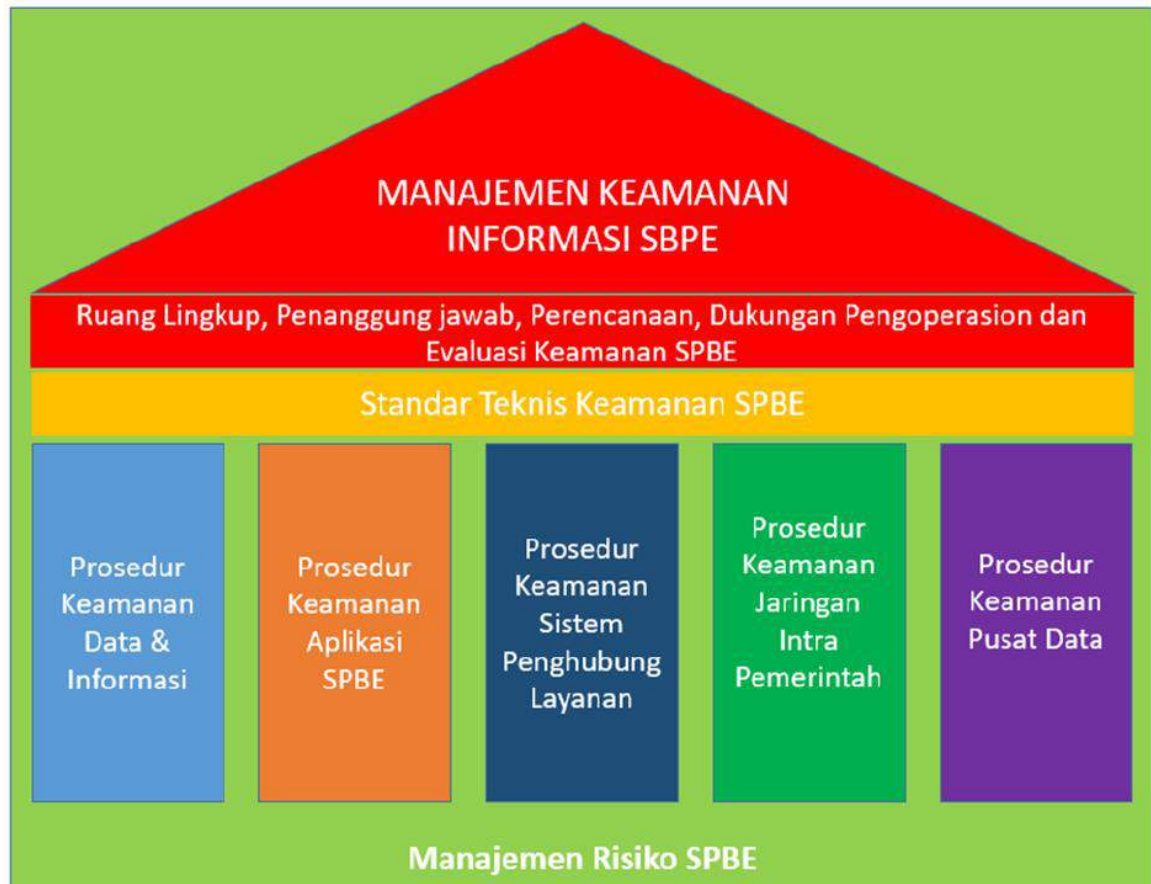 MANAJEMEN KEAMANAN
INFORMASI SBPE
Ruang Lingkup, Penanggung jawab, Perencanaan, Dukungan Pengoperasion dan
Evaluasi Keamanan SPBE
Standar Teknis Keamanan SPBE
Prosedur
Keamanan
Data &
Informasi
Prosedur
Keamanan
Aplikasi
SPBE
Prosedur
Keamanan
Sistem
Penghubung
Layanan
Prosedur
Keamanan
Jaringan
Intra
Pemerintah
Prosedur
Keamanan
Pusat Data
Manajemen Risiko SPBE